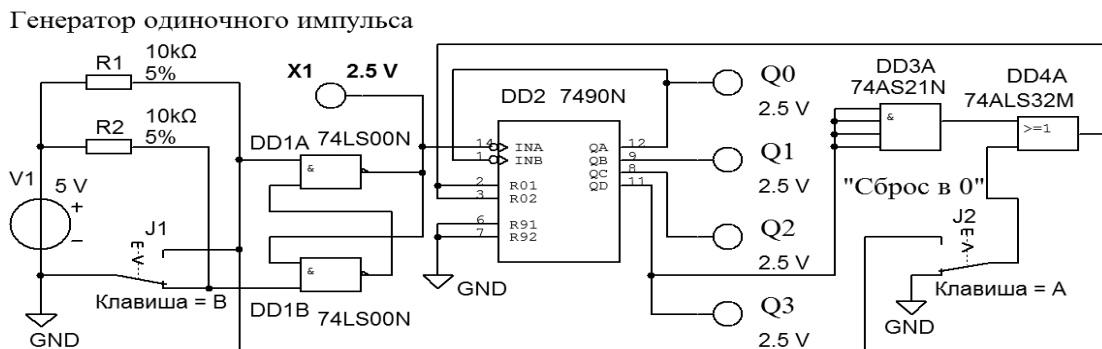 Генератор одиночного импульса
R1
10kΩ
5%
R2
10kΩ
5%
V1
5 V
+
−
J1
Клавиша = B
GND
DD1A
74LS00N
&
&
DD1B
74LS00N
X1
2.5 V
DD2 7490N
14
1
2
3
6
7
INA
INB
R01
R02
R91
R92
QA
QB
QC
QD
12
9
8
11
GND
Q0
2.5 V
Q1
2.5 V
Q2
2.5 V
Q3
2.5 V
DD3A
74AS21N
&
DD4A
74ALS32M
>=1
"Сброс в 0"
J2
Клавиша = A
GND